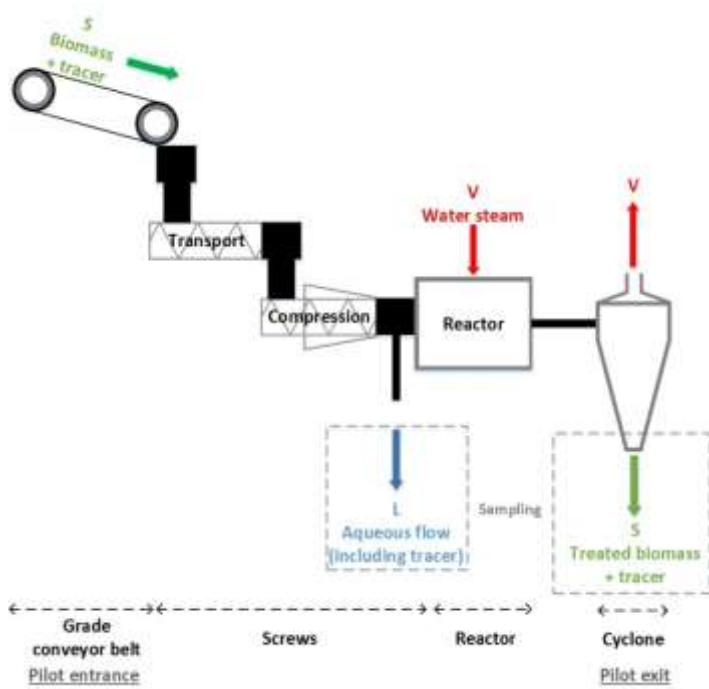 S
Biomass
+ tracer
V
Water steam
V
Transport
Compression
Reactor
L
Aqueous flow
(including tracer)
Sampling
S
Treated biomass
+ tracer
Grade
conveyor belt
Screws
Reactor
Cyclone
Pilot entrance
Pilot exit